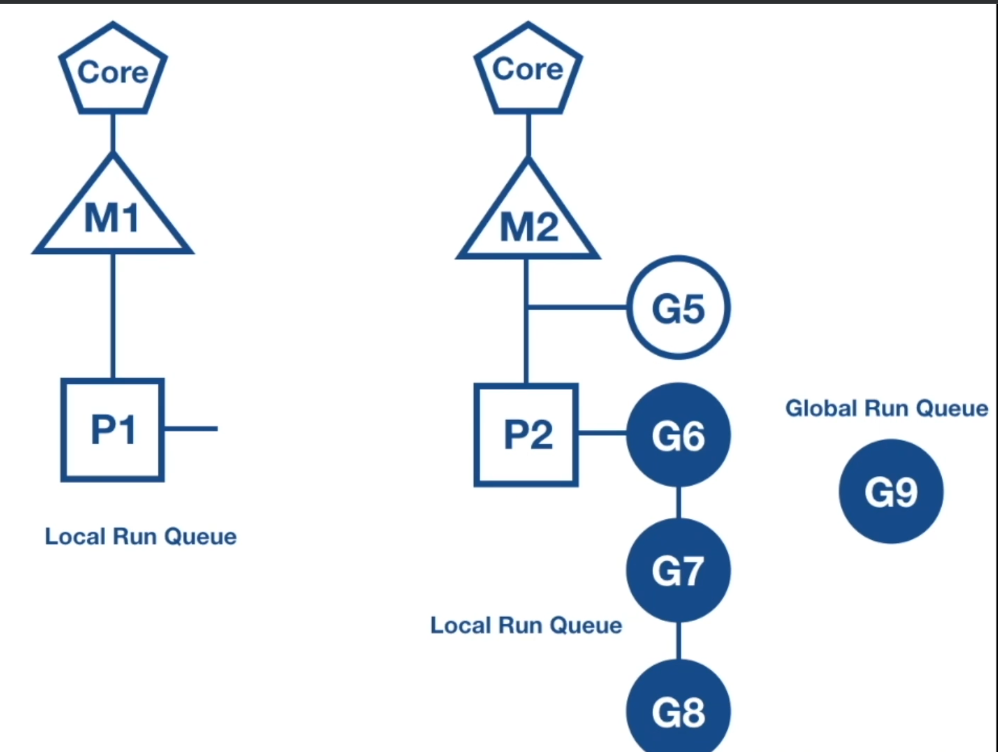 Core
Core
M1
M2
G5
P1
P2
G6
Global Run Queue
G9
Local Run Queue
G7
Local Run Queue
G8